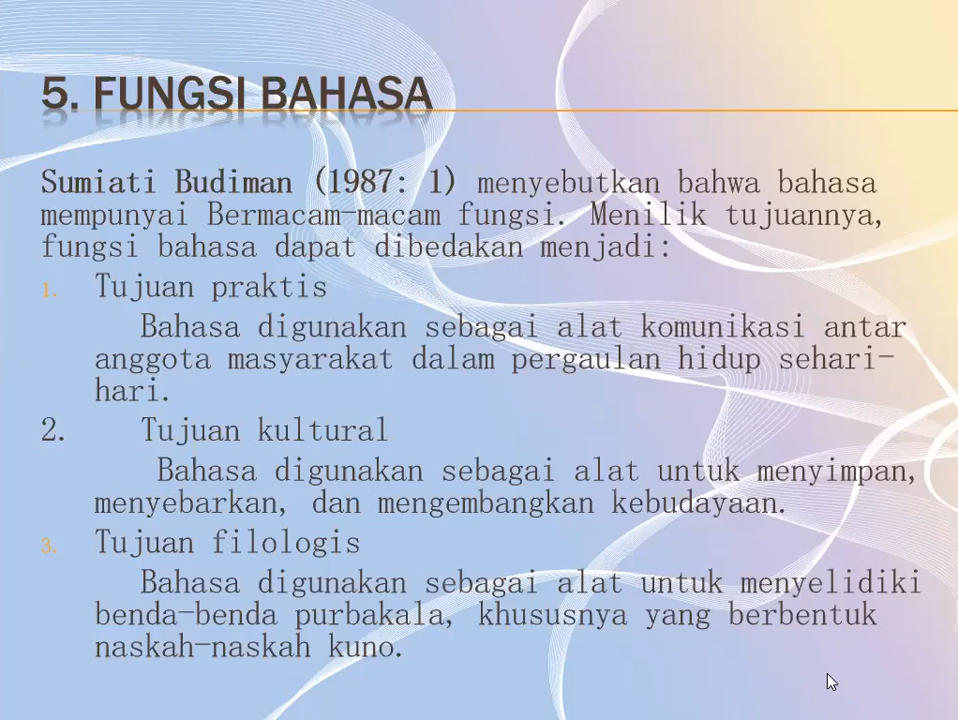 5. FUNGSI BAHASA
Sumiati Budiman (1987: 1) menyebutkan bahwa bahasa
mempunyai Bermacam-macam fungsi. Menilik tujuannya,
fungsi bahasa dapat dibedakan menjadi:
1. Tujuan praktis
Bahasa digunakan sebagai alat komunikasi antar
anggota masyarakat dalam pergaulan hidup sehari-
hari.
2. Tujuan kultural
Bahasa digunakan sebagai alat untuk menyimpan,
menyebarkan, dan mengembangkan kebudayaan.
3. Tujuan filologis
Bahasa digunakan sebagai alat untuk menyelidiki
benda-benda purbakala, khususnya yang berbentuk
naskah-naskah kuno.